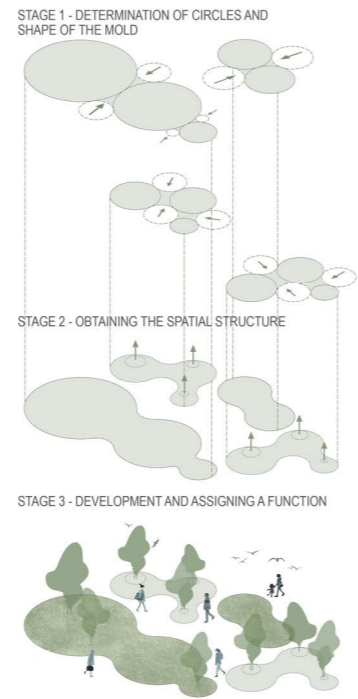 STAGE 1 - DETERMINATION OF CIRCLES AND
SHAPE OF THE MOLD
STAGE 2 - OBTAINING THE SPATIAL STRUCTURE
STAGE 3 - DEVELOPMENT AND ASSIGNING A FUNCTION